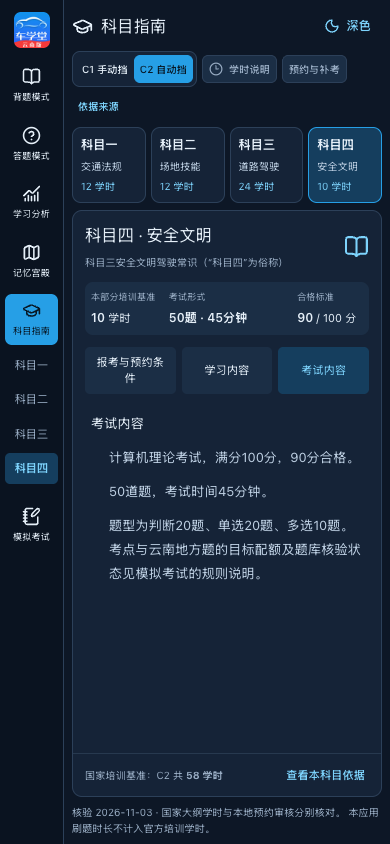 车学堂
云南版
背题模式
答题模式
学习分析
记忆宫殿
科目指南
科目一
科目二
科目三
科目四
模拟考试
科目指南
深色
C1 手动挡
C2 自动挡
学时说明
预约与补考
依据来源
科目一
交通法规
12 学时
科目二
场地技能
12 学时
科目三
道路驾驶
24 学时
科目四
安全文明
10 学时
科目四 · 安全文明
科目三安全文明驾驶常识（“科目四”为俗称）
本部分培训基准
10 学时
考试形式
50题 · 45分钟
合格标准
90 / 100 分
报考与预约条
件
学习内容
考试内容
考试内容
计算机理论考试，满分100分，90分合格。
50道题，考试时间45分钟。
题型为判断20题、单选20题、多选10题。
考点与云南地方题的目标配额及题库核验状
态见模拟考试的规则说明。
国家培训基准：C2 共 58 学时
查看本科目依据
核验 2026-11-03 · 国家大纲学时与本地预约审核分别核对。 本应用
刷题时长不计入官方培训学时。